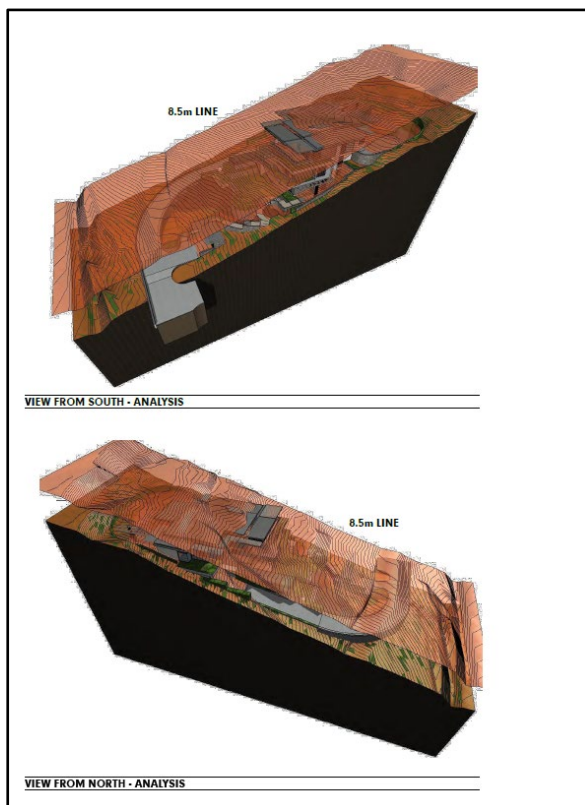 8.5m LINE
VIEW FROM SOUTH - ANALYSIS
8.5m LINE
VIEW FROM NORTH - ANALYSIS